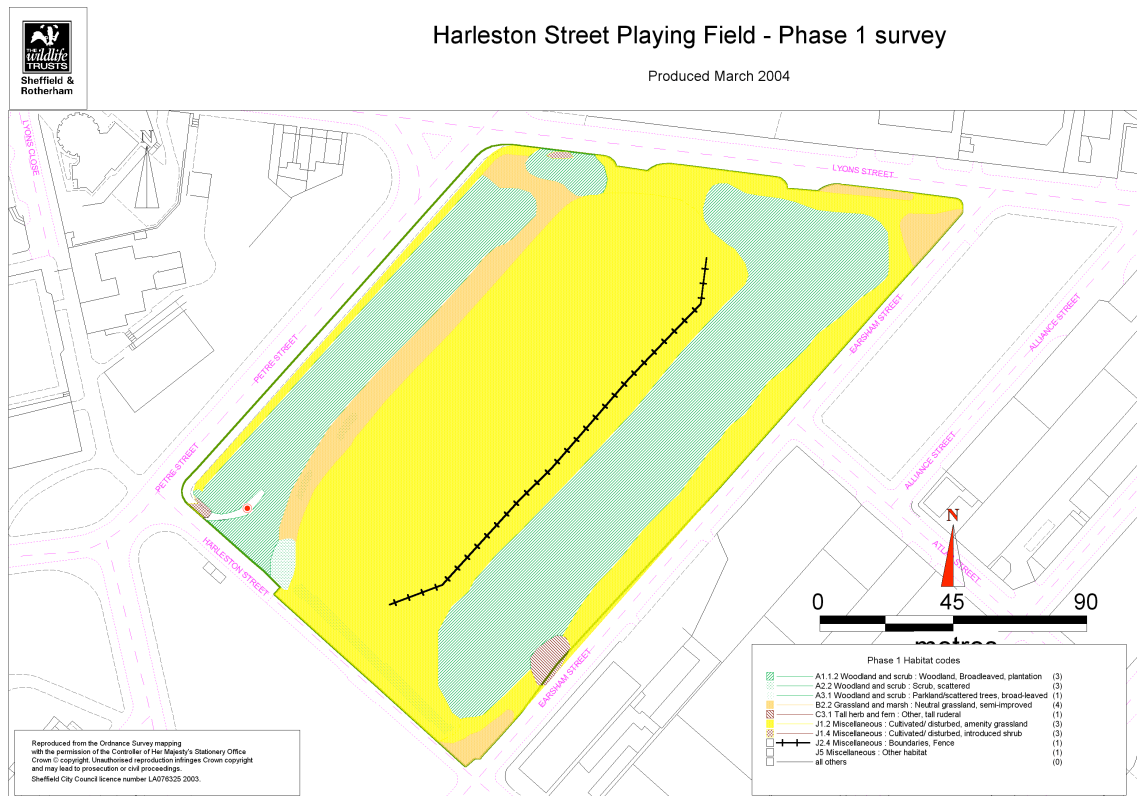 THE
wildlife
TRUSTS
Sheffield &
Rotherham
Harleston Street Playing Field - Phase 1 survey
Produced March 2004
LYONS CLOSE
N
LYONS STREET
PETRE STREET
EARSHAM STREET
ALLIANCE STREET
PETRE STREET
ALLIANCE STREET
HARLESTON STREET
N
ATLAS STREET
EARSHAM STREET
0 45 90
metres
Phase 1 Habitat codes
A1.1.2 Woodland and scrub : Woodland, Broadleaved, plantation (3)
A2.2 Woodland and scrub : Scrub, scattered (3)
A3.1 Woodland and scrub : Parkland/scattered trees, broad-leaved (1)
B2.2 Grassland and marsh : Neutral grassland, semi-improved (4)
C3.1 Tall herb and fern : Other, tall ruderal (1)
J1.2 Miscellaneous : Cultivated/ disturbed, amenity grassland (3)
J1.4 Miscellaneous : Cultivated/ disturbed, introduced shrub (3)
J2.4 Miscellaneous : Boundaries, Fence (1)
J5 Miscellaneous : Other habitat (1)
all others (0)
Reproduced from the Ordnance Survey mapping
with the permission of the Controller of Her Majesty's Stationery Office
Crown © copyright. Unauthorised reproduction infringes Crown copyright
and may lead to prosecution or civil proceedings.
Sheffield City Council licence number LA076325 2003.